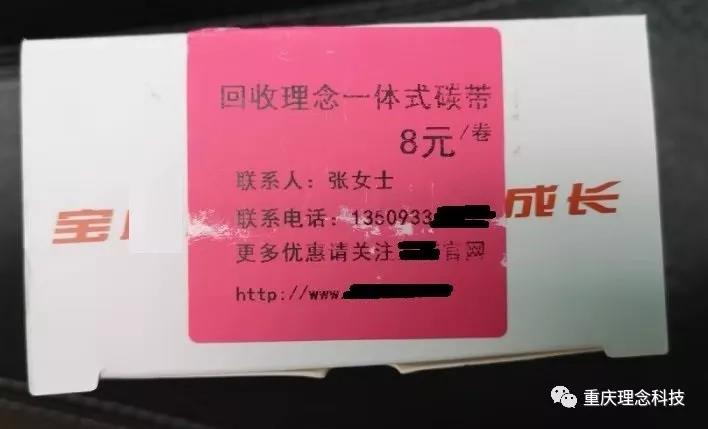 回收理念一体式碳带
8元/卷
联系人：张女士
宝
联系电话：1350933
成长
更多优惠请关注 官网
http://www.
重庆理念科技